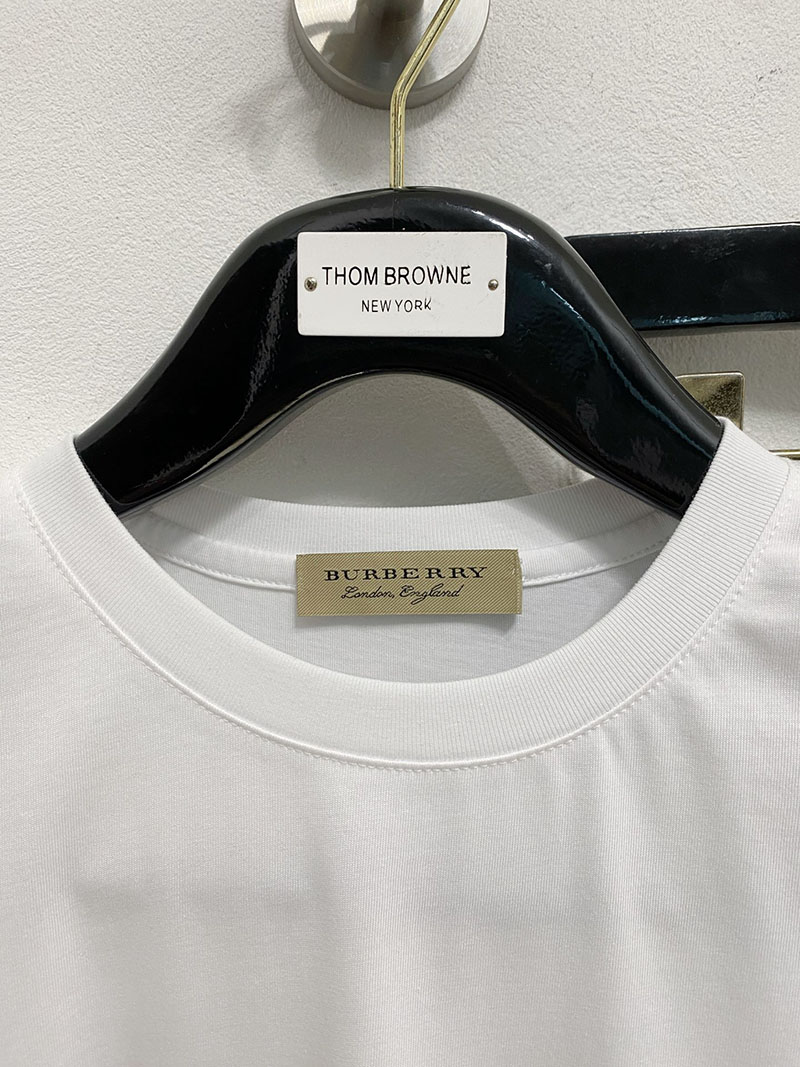 THOM BROWNE
NEW YORK
BURBERRY
London, England